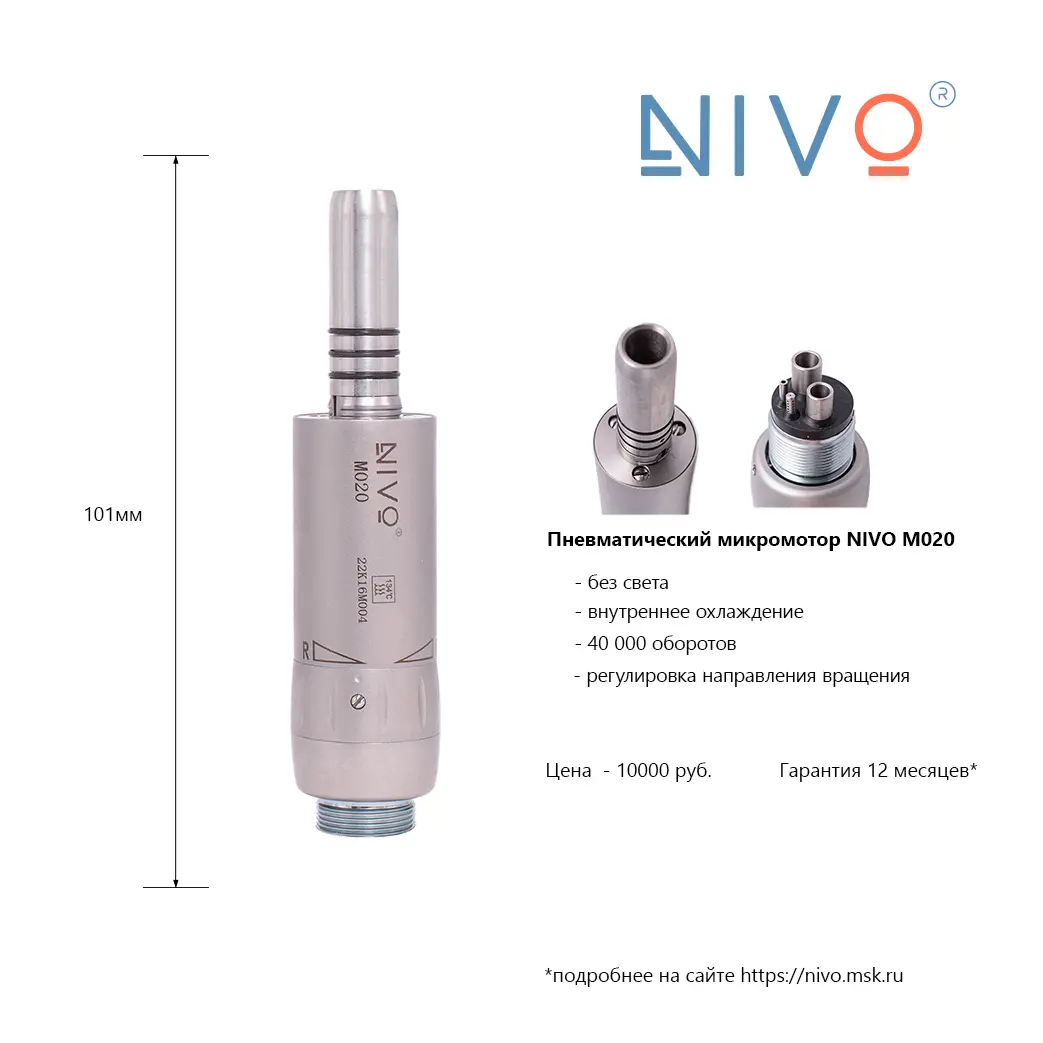 NIVO ®
101мм
NIVO ®
M020
134°C
22K16M004
R
Пневматический микромотор NIVO M020
- без света
- внутреннее охлаждение
- 40 000 оборотов
- регулировка направления вращения
Цена - 10000 руб.
Гарантия 12 месяцев*
*подробнее на сайте https://nivo.msk.ru